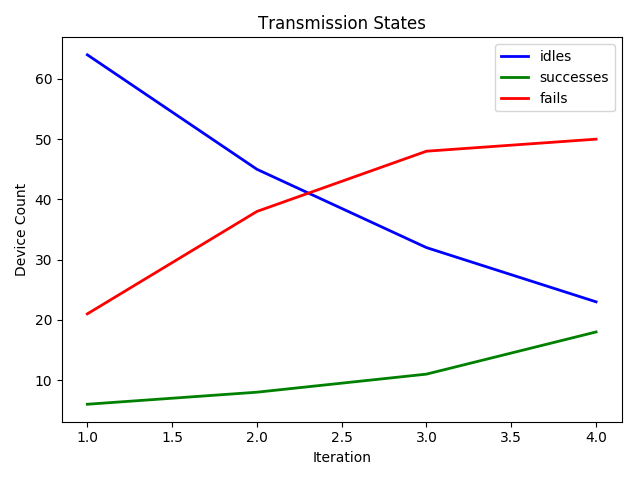 Transmission States
idles
successes
fails
Device Count
60
50
40
30
20
10
1.0 1.5 2.0 2.5 3.0 3.5 4.0
Iteration